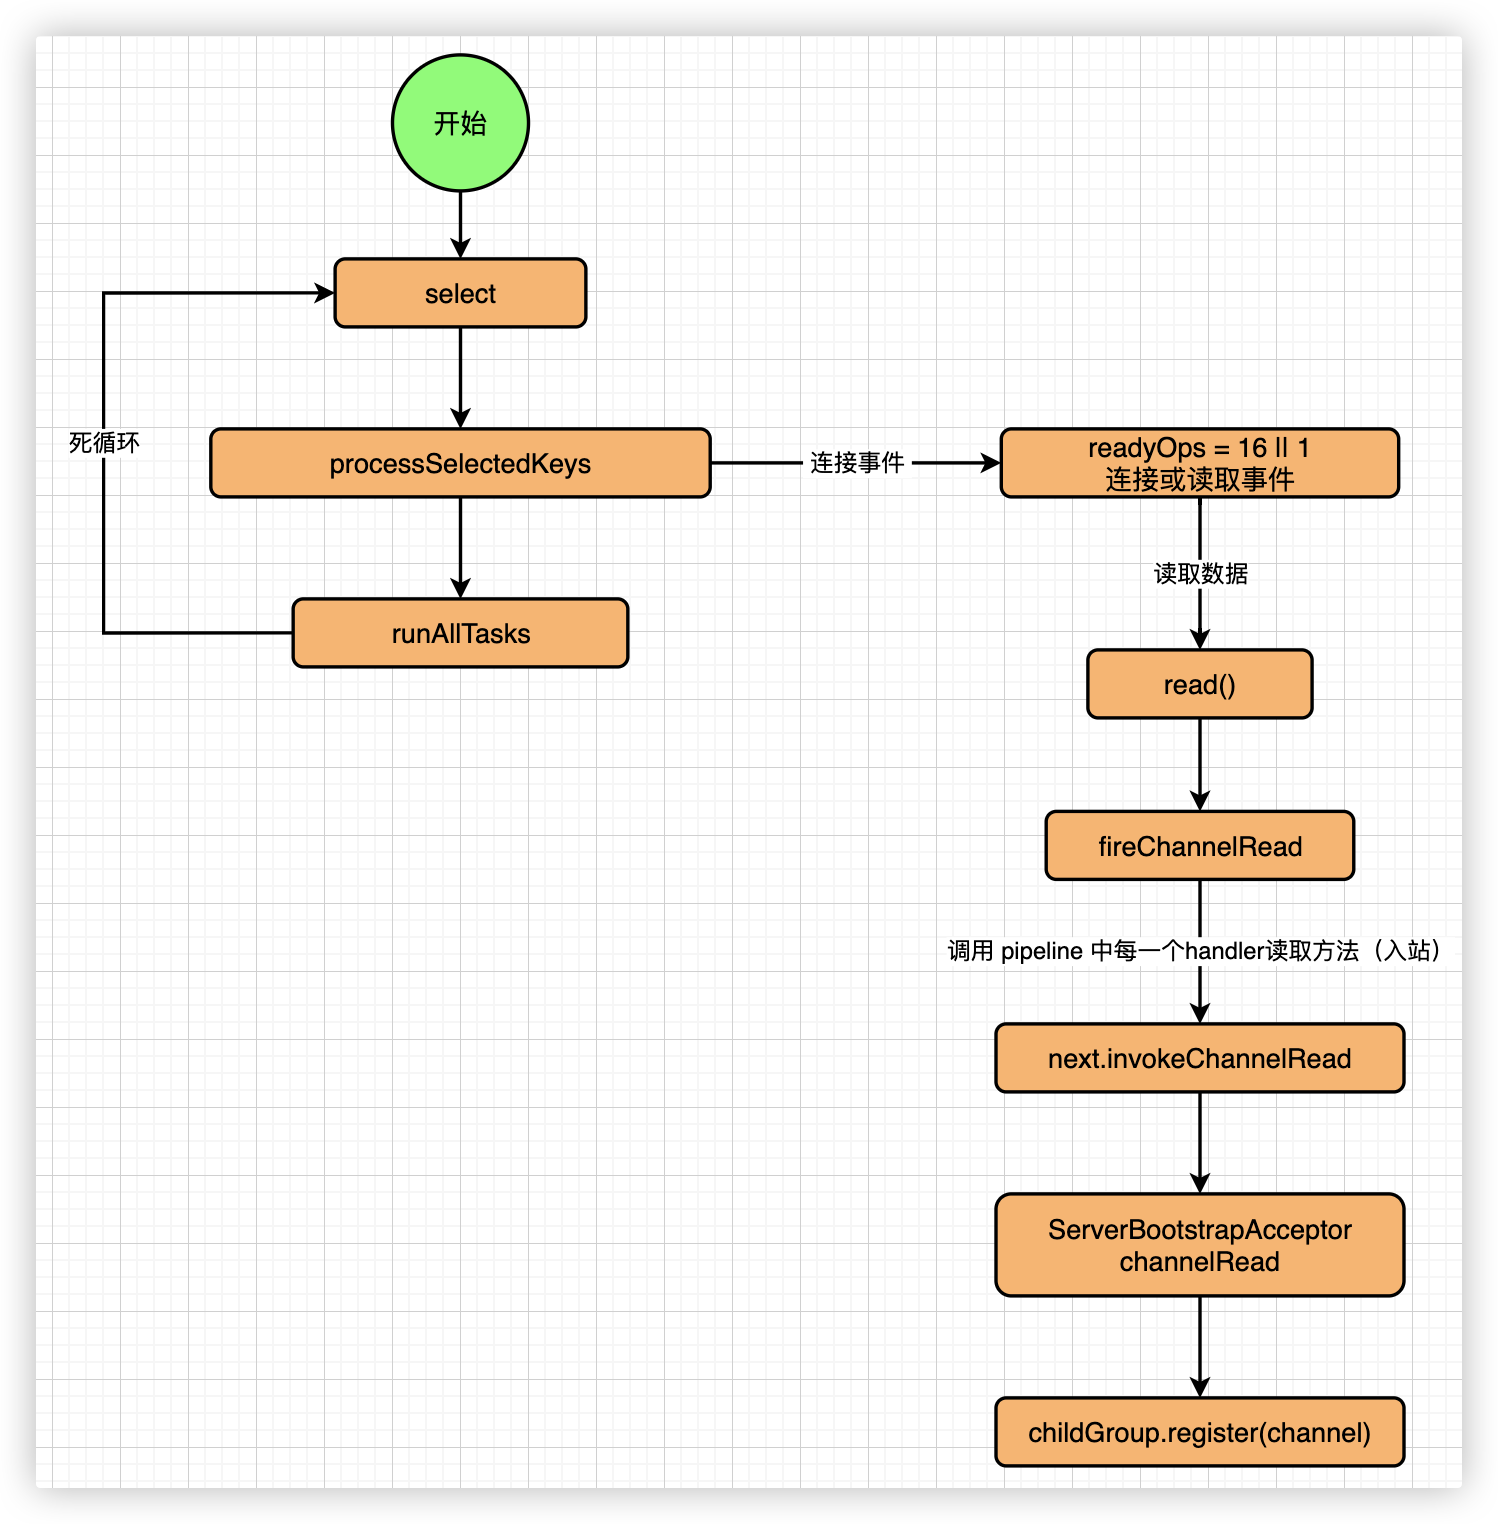 开始
select
死循环
processSelectedKeys
连接事件
readyOps = 16 || 1
连接或读取事件
读取数据
runAllTasks
read()
fireChannelRead
调用 pipeline 中每一个handler读取方法（入站）
next.invokeChannelRead
ServerBootstrapAcceptor
channelRead
childGroup.register(channel)